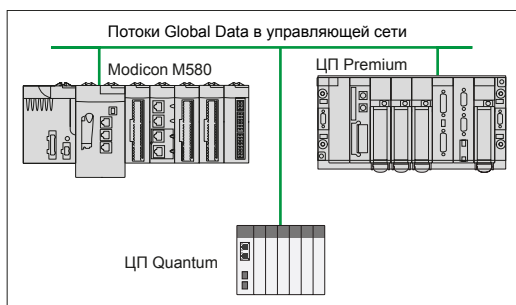 Потоки Global Data в управляющей сети
Modicon M580
ЦП Premium
ЦП Quantum